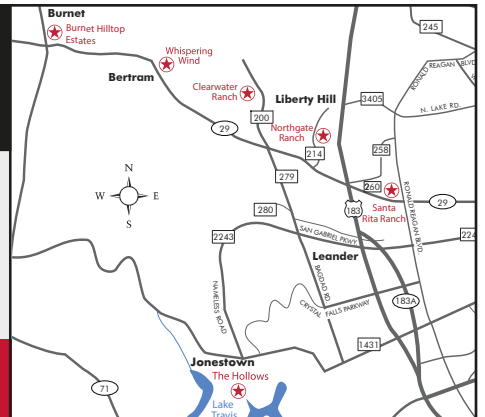 Burnet
Burnet Hilltop
Estates
245
Whispering
Wind
RONALD REAGAN BLVD
Bertram
Clearwater
Ranch
Liberty Hill
3405
N. LAKE RD.
200
29
Northgate
Ranch
214
258
279
260
N
W
E
S
Santa
Rita Ranch
29
280
183
RONALD REAGAN BLVD
2243
SAN GABRIEL PKWY
224
Leander
BAGDAD RD.
NAMELESS ROAD
CRYSTAL FALLS PARKWAY
183A
1431
Jonestown
The Hollows
71
Lake
Travis